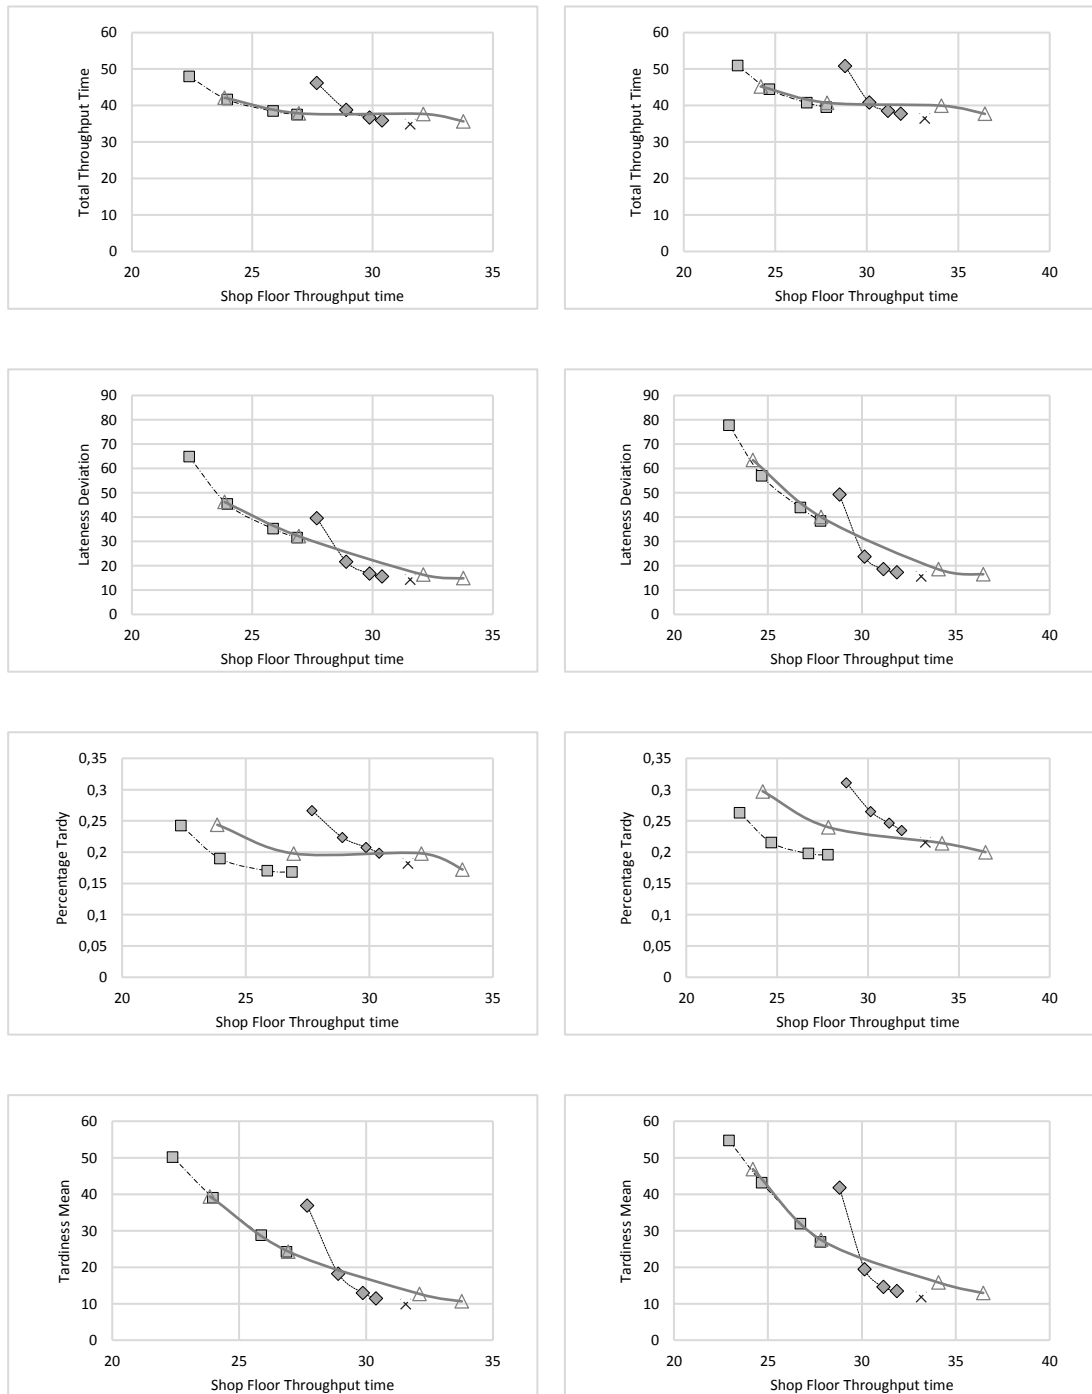 60
50
40
30
20
10
0
Total Throughput Time
20 25 30 35
Shop Floor Throughput time
60
50
40
30
20
10
0
Total Throughput Time
20 25 30 35 40
Shop Floor Throughput time
90
80
70
60
50
40
30
20
10
0
Lateness Deviation
20 25 30 35
Shop Floor Throughput time
90
80
70
60
50
40
30
20
10
0
Lateness Deviation
20 25 30 35 40
Shop Floor Throughput time
0,35
0,3
0,25
0,2
0,15
0,1
0,05
0
Percentage Tardy
20 25 30 35
Shop Floor Throughput time
0,35
0,3
0,25
0,2
0,15
0,1
0,05
0
Percentage Tardy
20 25 30 35 40
Shop Floor Throughput time
60
50
40
30
20
10
0
Tardiness Mean
20 25 30 35
Shop Floor Throughput time
60
50
40
30
20
10
0
Tardiness Mean
20 25 30 35 40
Shop Floor Throughput time